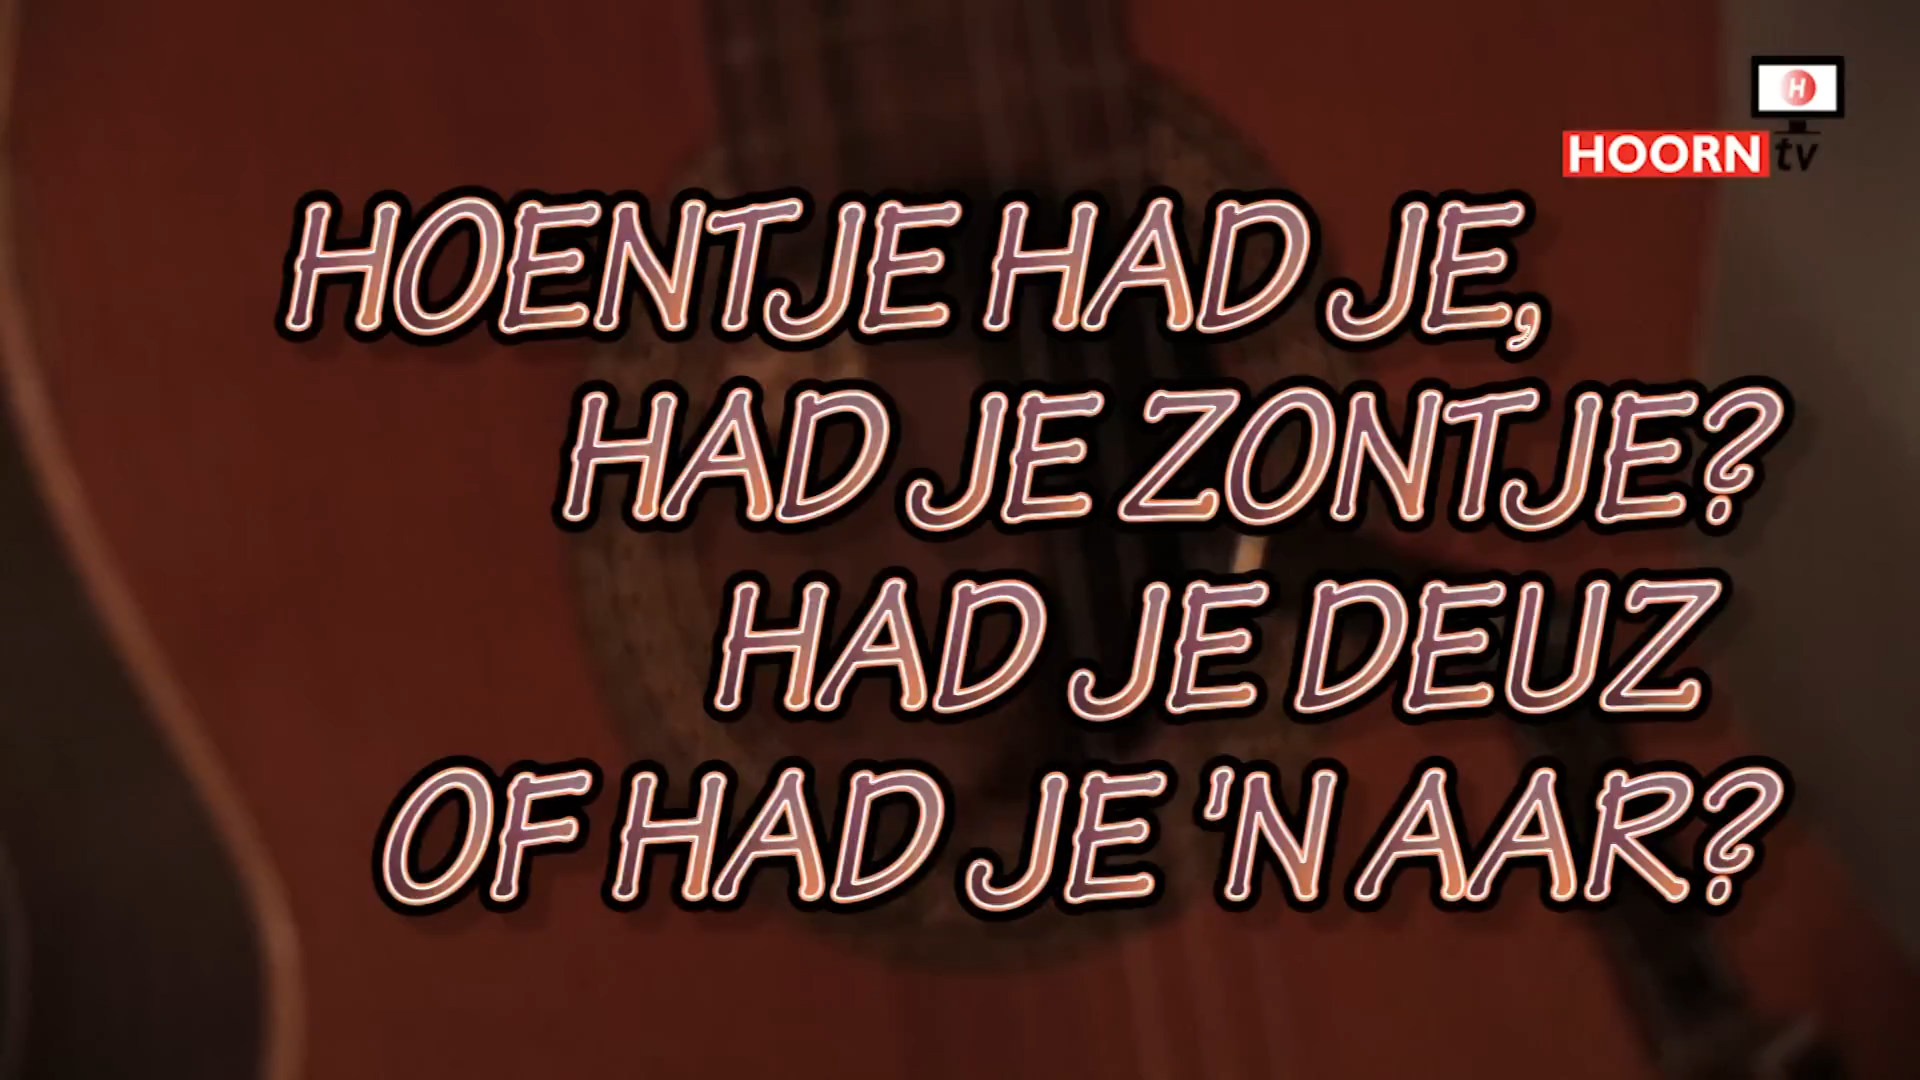 H
HOORN
tv
HOENTJE HAD JE,
HAD JE ZONTJE?
HAD JE DEUZ
OF HAD JE 'N AAR?